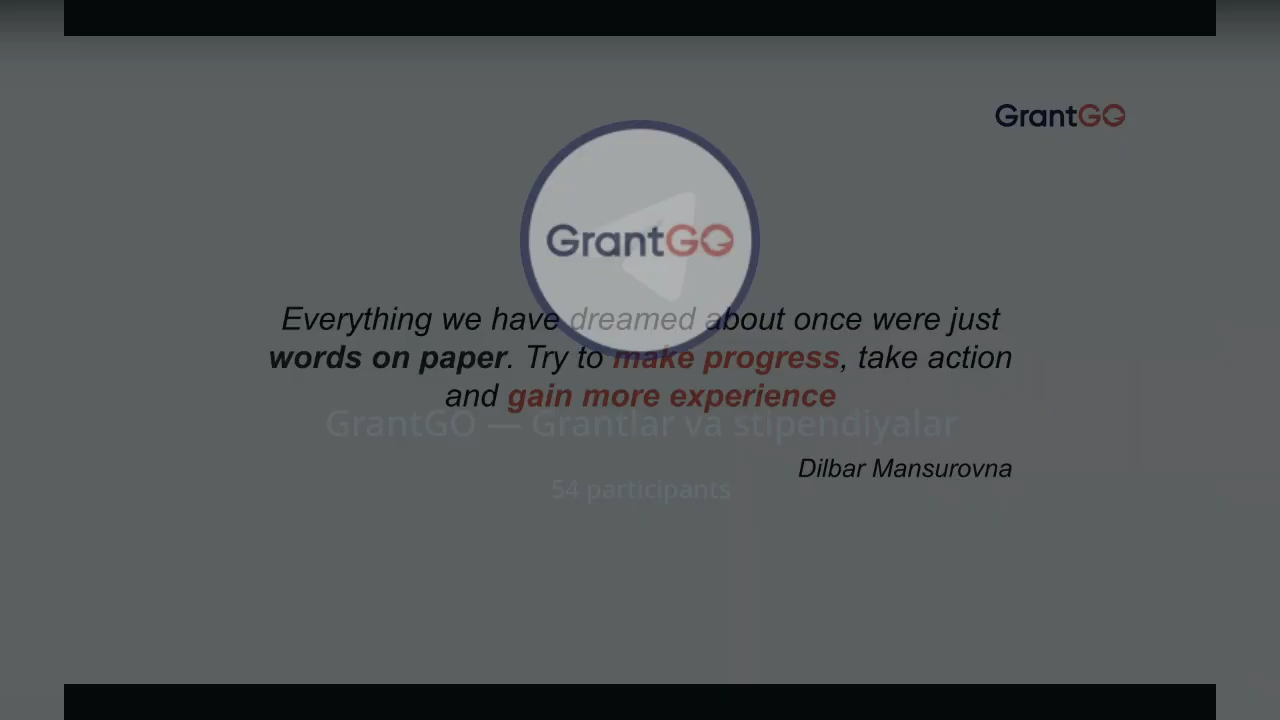 GrantGO
GrantGO
Everything we have dreamed about once were just
words on paper. Try to make progress, take action
and gain more experience
GrantGO — Grantlar va stipendiyalar
Dilbar Mansurovna
54 participants